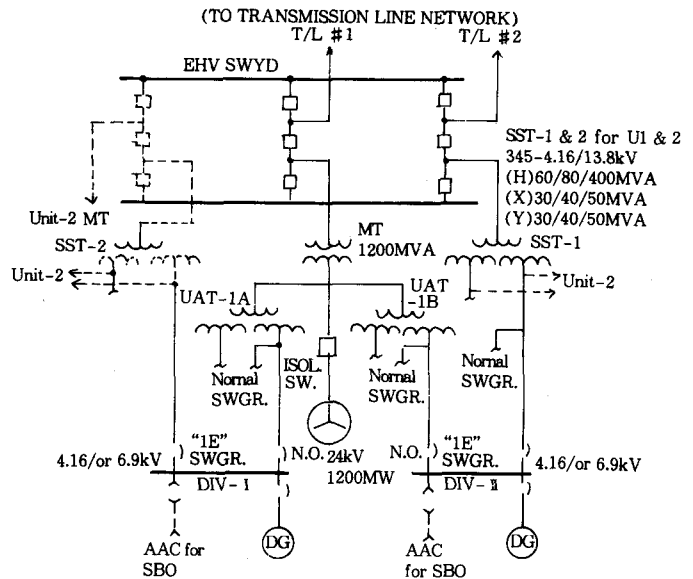 (TO TRANSMISSION LINE NETWORK)
T/L #1
T/L #2
EHV SWYD
SST-1 & 2 for U1 & 2
345-4.16/13.8kV
(H)60/80/400MVA
(X)30/40/50MVA
(Y)30/40/50MVA
Unit-2 MT
MT
1200MVA
SST-2
SST-1
Unit-2
Unit-2
UAT-1A
UAT
-1B
Nornal
SWGR.
ISOL.
SW.
Nornal
SWGR.
Normal
SWGR.
"1E"
SWGR.
N.O.
24kV
1200MW
N.O.
"1E"
SWGR.
4.16/or 6.9kV
4.16/or 6.9kV
DIV-I
DIV-II
DG
DG
AAC for
SBO
AAC
for SBO